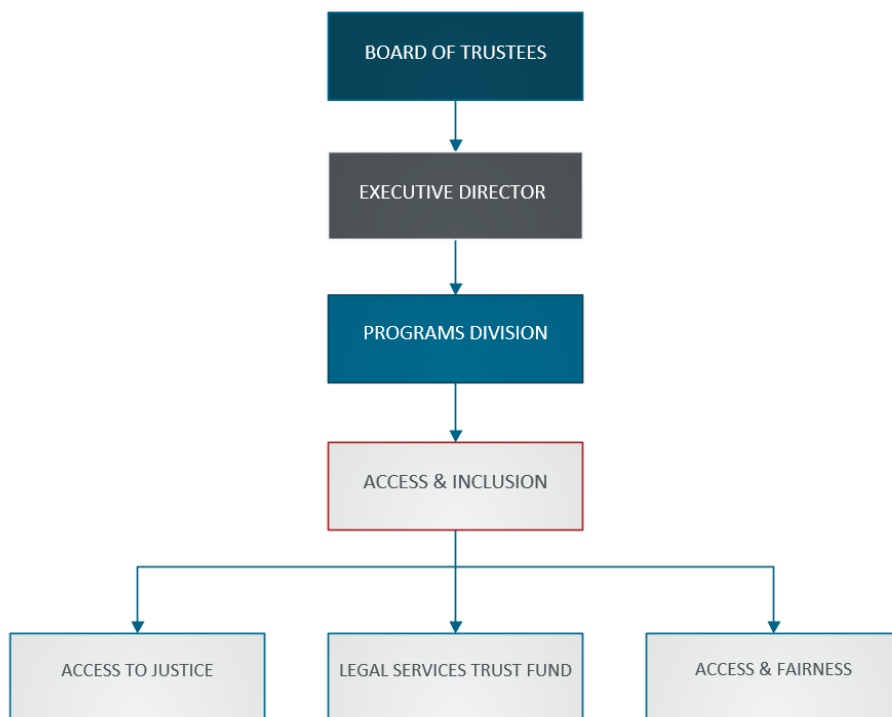 BOARD OF TRUSTEES
EXECUTIVE DIRECTOR
PROGRAMS DIVISION
ACCESS & INCLUSION
ACCESS TO JUSTICE
LEGAL SERVICES TRUST FUND
ACCESS & FAIRNESS